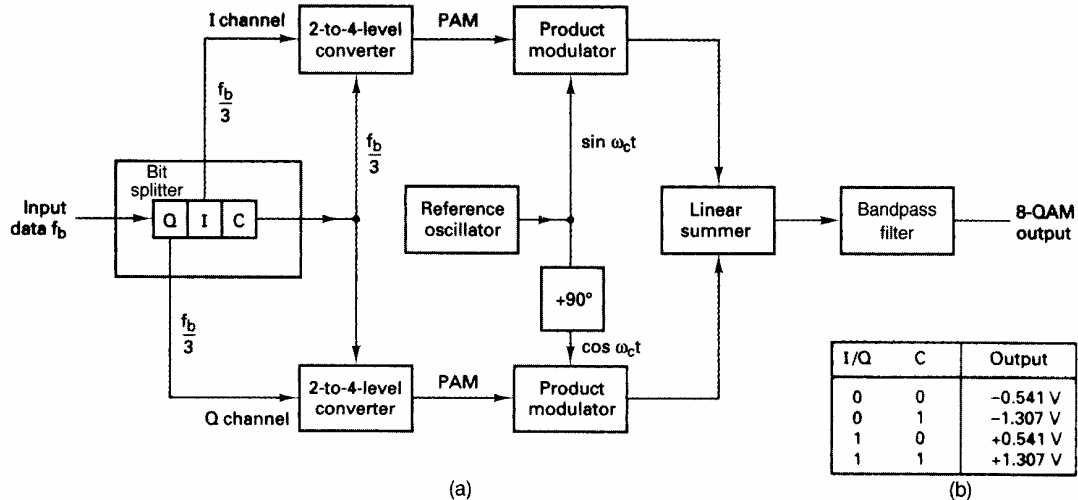 I channel
2-to-4-level
converter
PAM
Product
modulator
f_b/3
f_b/3
sin ω_c t
Bit
splitter
Input
data f_b
Q I C
Reference
oscillator
Linear
summer
Bandpass
filter
8-QAM
output
+90°
f_b/3
cos ω_c t
Q channel
2-to-4-level
converter
PAM
Product
modulator
I/Q C Output
0 0 −0.541 V
0 1 −1.307 V
1 0 +0.541 V
1 1 +1.307 V
(a)
(b)